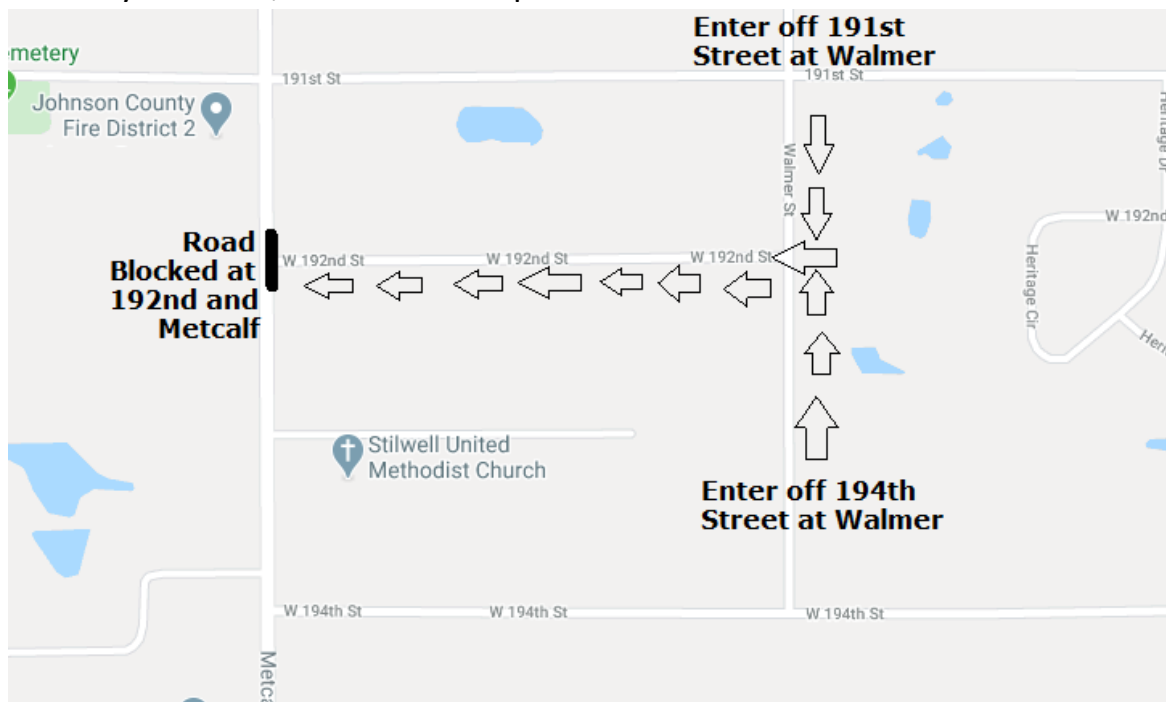 Enter off 191st
Street at Walmer
emetery
191st St
191st St
Johnson County
Fire District 2
Heritage Dr
Walmer St
W 192nd
Road
Blocked at
192nd and
Metcalf
W 192nd St
W 192nd St
W 192nd St
Heritage Cir
Heri
Stilwell United
Methodist Church
Enter off 194th
Street at Walmer
W 194th St
W 194th St
W 194th St
Metca